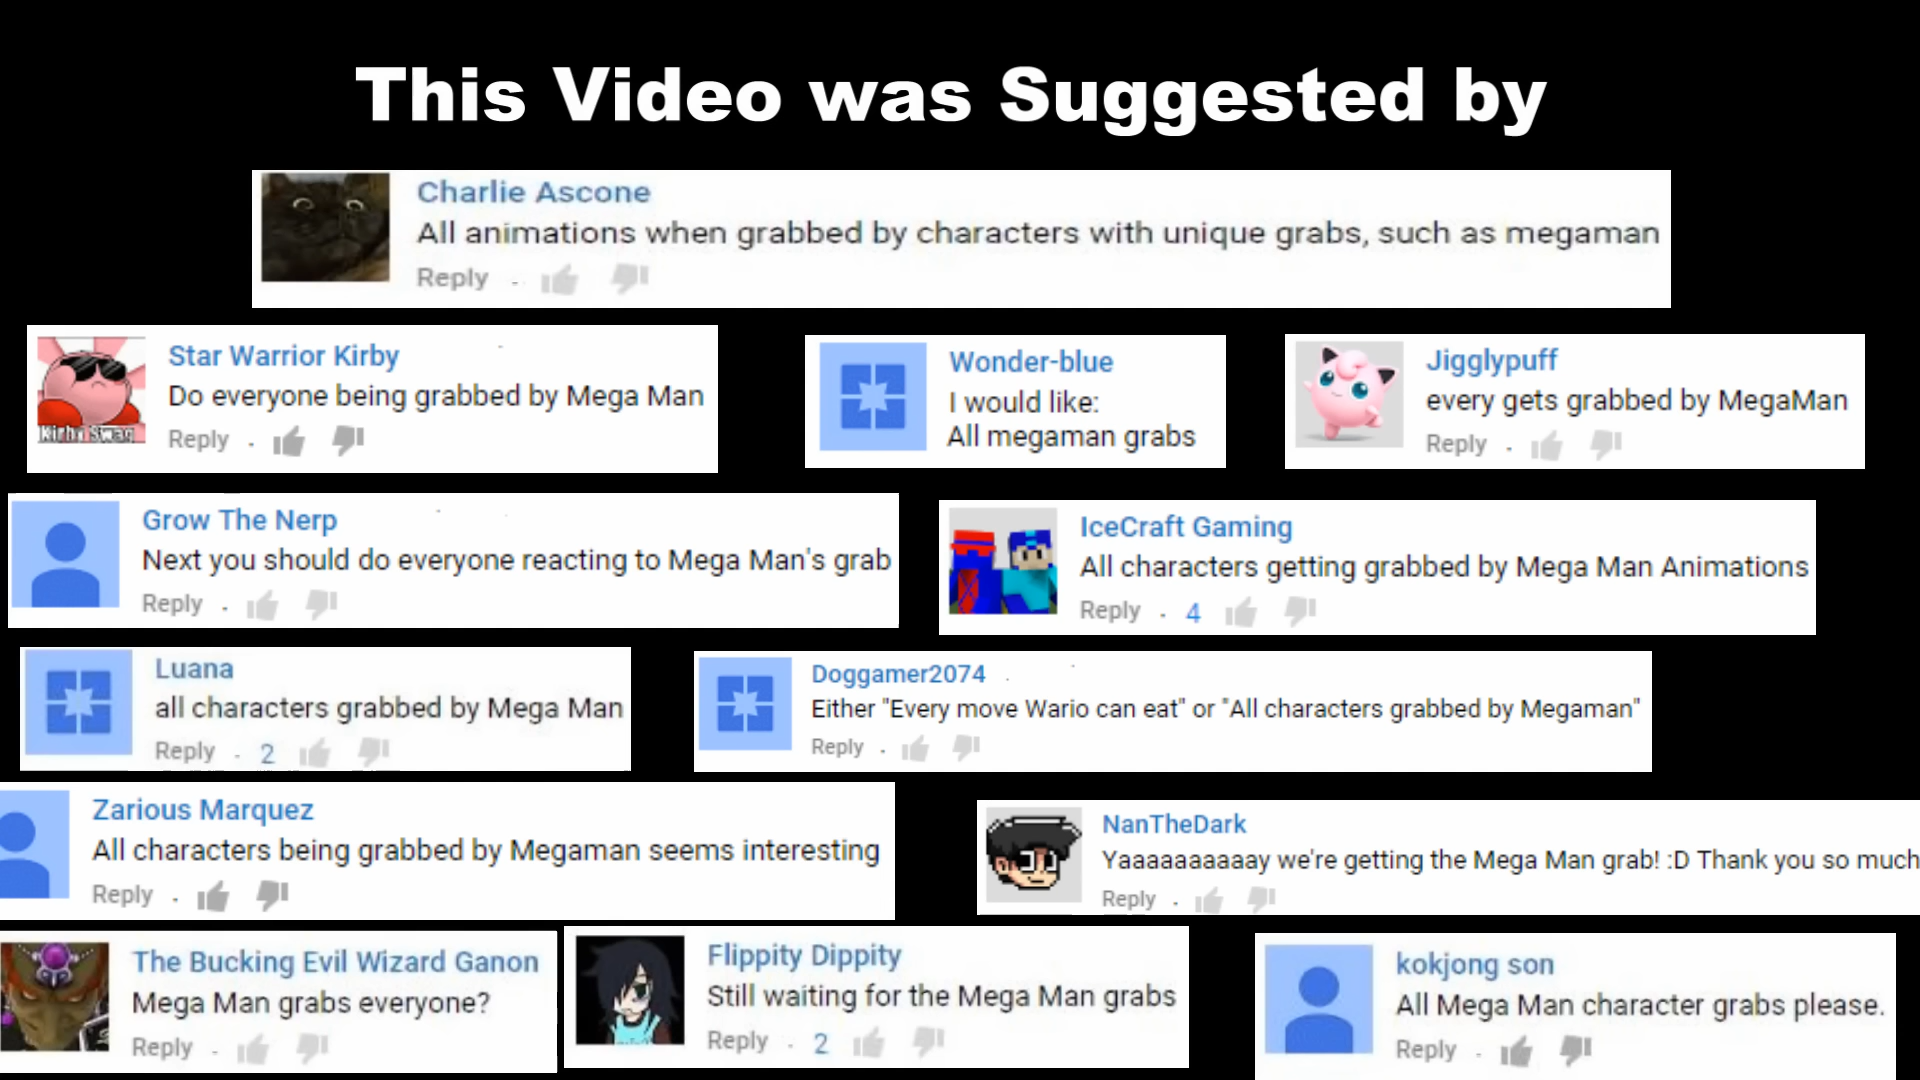 This Video was Suggested by
Charlie Ascone
All animations when grabbed by characters with unique grabs, such as megaman
Reply
Star Warrior Kirby
Do everyone being grabbed by Mega Man
Reply
Kirby Swag
Wonder-blue
I would like:
All megaman grabs
Jigglypuff
every gets grabbed by MegaMan
Reply
Grow The Nerp
Next you should do everyone reacting to Mega Man's grab
Reply
IceCraft Gaming
All characters getting grabbed by Mega Man Animations
Reply · 4
Luana
all characters grabbed by Mega Man
Reply · 2
Doggamer2074
Either "Every move Wario can eat" or "All characters grabbed by Megaman"
Reply
Zarious Marquez
All characters being grabbed by Megaman seems interesting
Reply
NanTheDark
Yaaaaaaaaaay we're getting the Mega Man grab! :D Thank you so much
Reply
The Bucking Evil Wizard Ganon
Mega Man grabs everyone?
Reply
Flippity Dippity
Still waiting for the Mega Man grabs
Reply · 2
kokjong son
All Mega Man character grabs please.
Reply